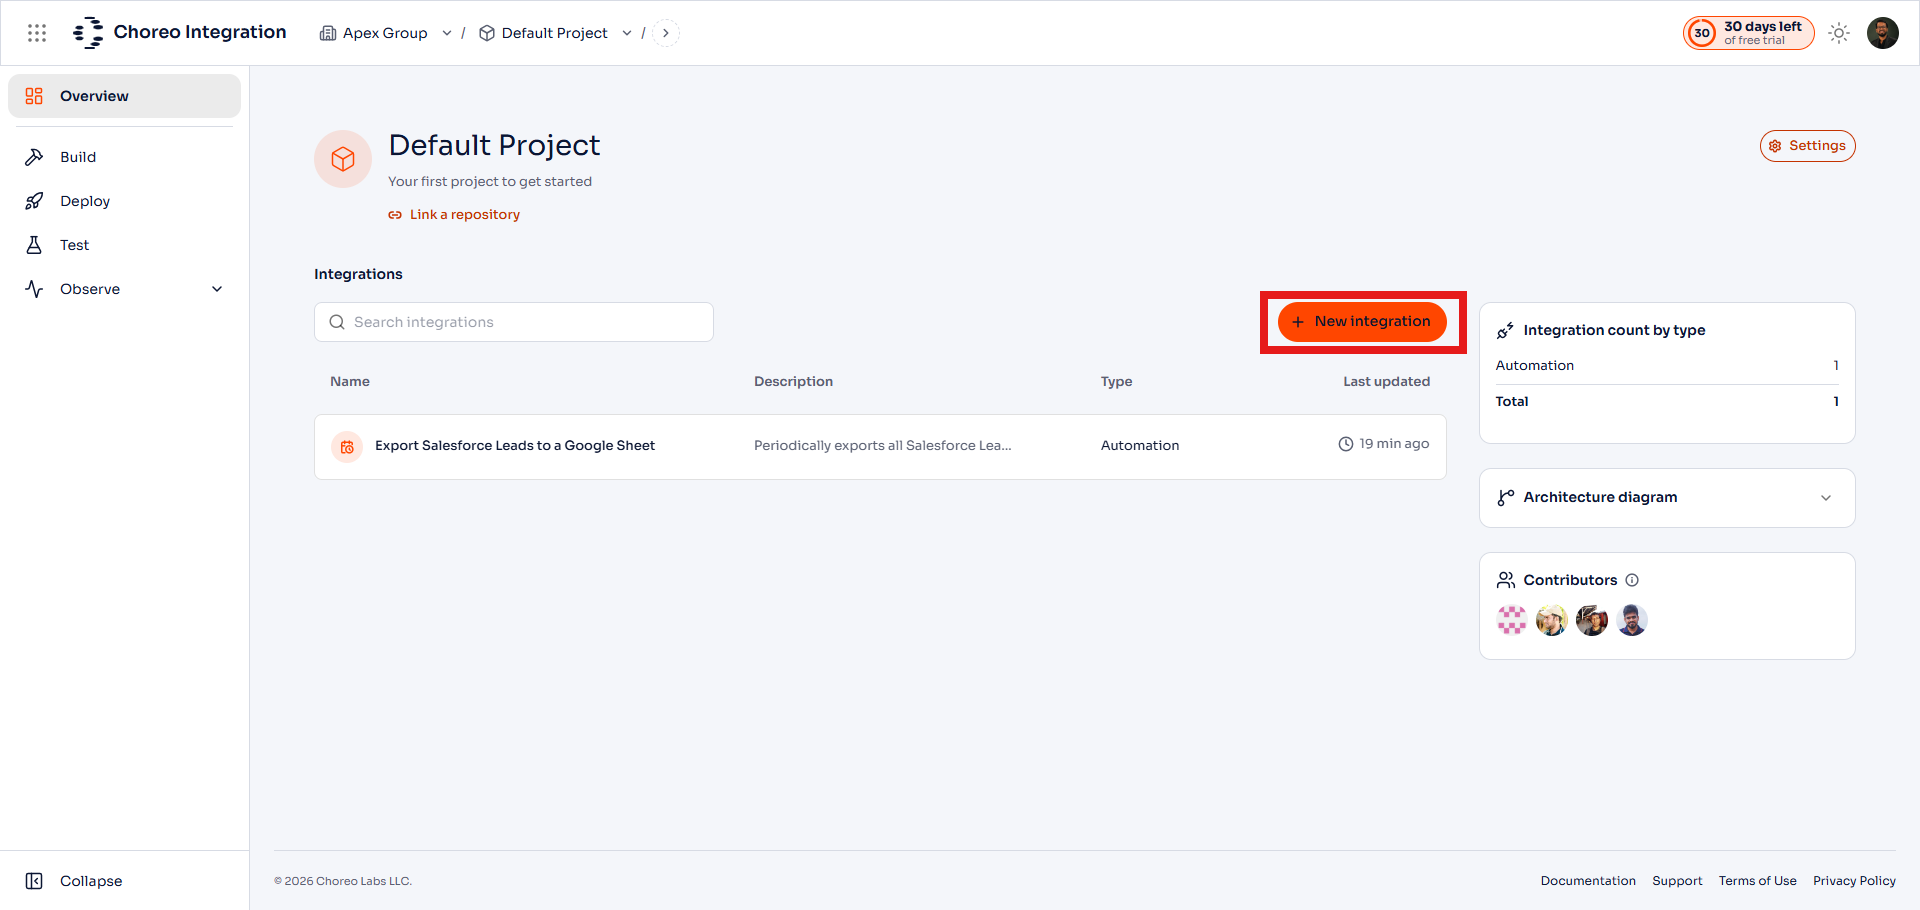 Choreo Integration
Apex Group / Default Project /
30
30 days left
of free trial
Overview
Build
Deploy
Test
Observe
Collapse
Default Project
Your first project to get started
Link a repository
Settings
Integrations
Search integrations
+ New integration
Name Description Type Last updated
Export Salesforce Leads to a Google Sheet Periodically exports all Salesforce Lea... Automation 19 min ago
Integration count by type
Automation 1
Total 1
Architecture diagram
Contributors
© 2026 Choreo Labs LLC.
Documentation Support Terms of Use Privacy Policy